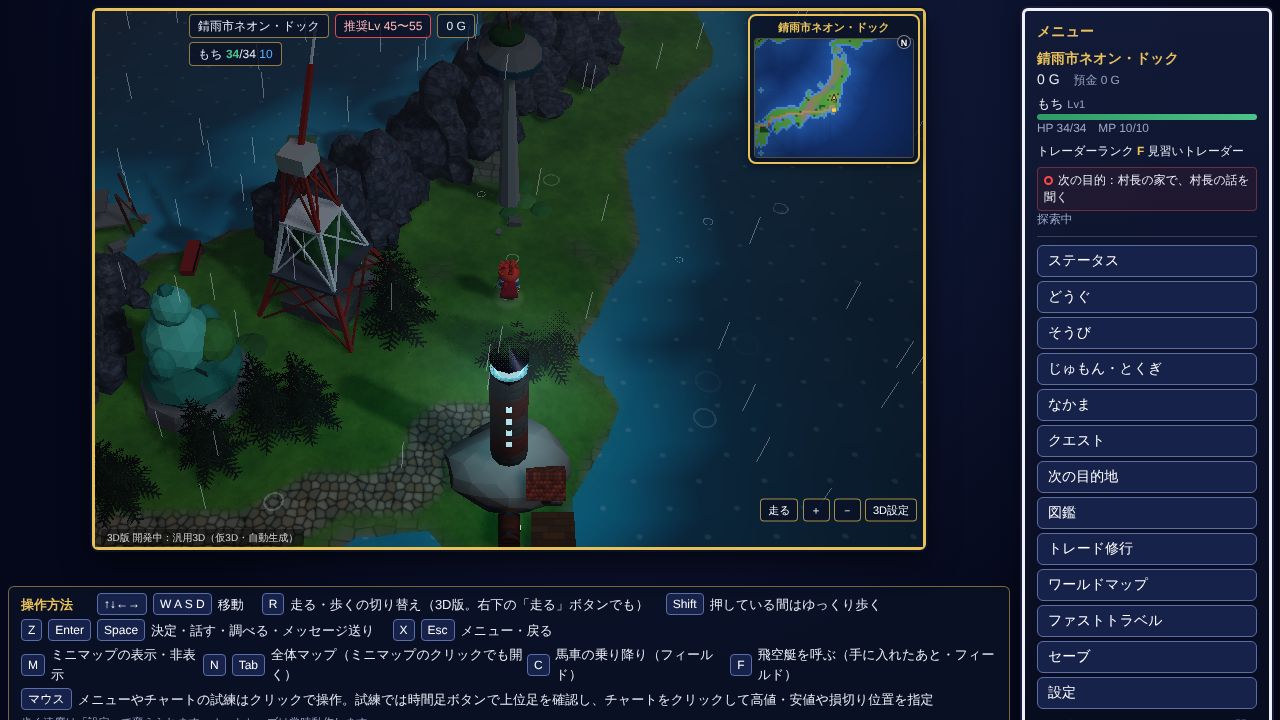 錆雨市ネオン・ドック
推奨Lv 45〜55
0 G
もち 34/34 10
錆雨市ネオン・ドック
N
走る
+
−
3D設定
3D版 開発中：汎用3D（仮3D・自動生成）
メニュー
錆雨市ネオン・ドック
0 G 預金 0 G
もち Lv1
HP 34/34 MP 10/10
トレーダーランク F 見習いトレーダー
次の目的：村長の家で、村長の話を
聞く
探索中
ステータス
どうぐ
そうび
じゅもん・とくぎ
なかま
クエスト
次の目的地
図鑑
トレード修行
ワールドマップ
ファストトラベル
セーブ
設定
操作方法 ↑↓←→ W A S D 移動 R 走る・歩くの切り替え（3D版。右下の「走る」ボタンでも） Shift 押している間はゆっくり歩く
Z Enter Space 決定・話す・調べる・メッセージ送り X Esc メニュー・戻る
M ミニマップの表示・非表示 N Tab 全体マップ（ミニマップのクリックでも開く） C 馬車の乗り降り（フィールド） F 飛空艇を呼ぶ（手に入れたあと・フィールド）
マウス メニューやチャートの試練はクリックで操作。試練では時間足ボタンで上位足を確認し、チャートをクリックして高値・安値や損切り位置を指定